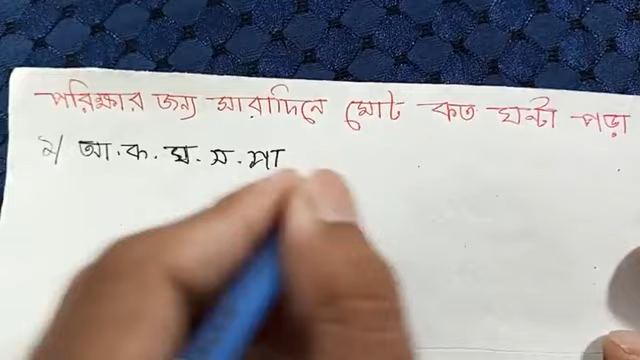 পরিক্ষার জন্য সারাদিনে মোট কত ঘন্টা পড়া
১/ আ.ক.ঘ.ন.পা